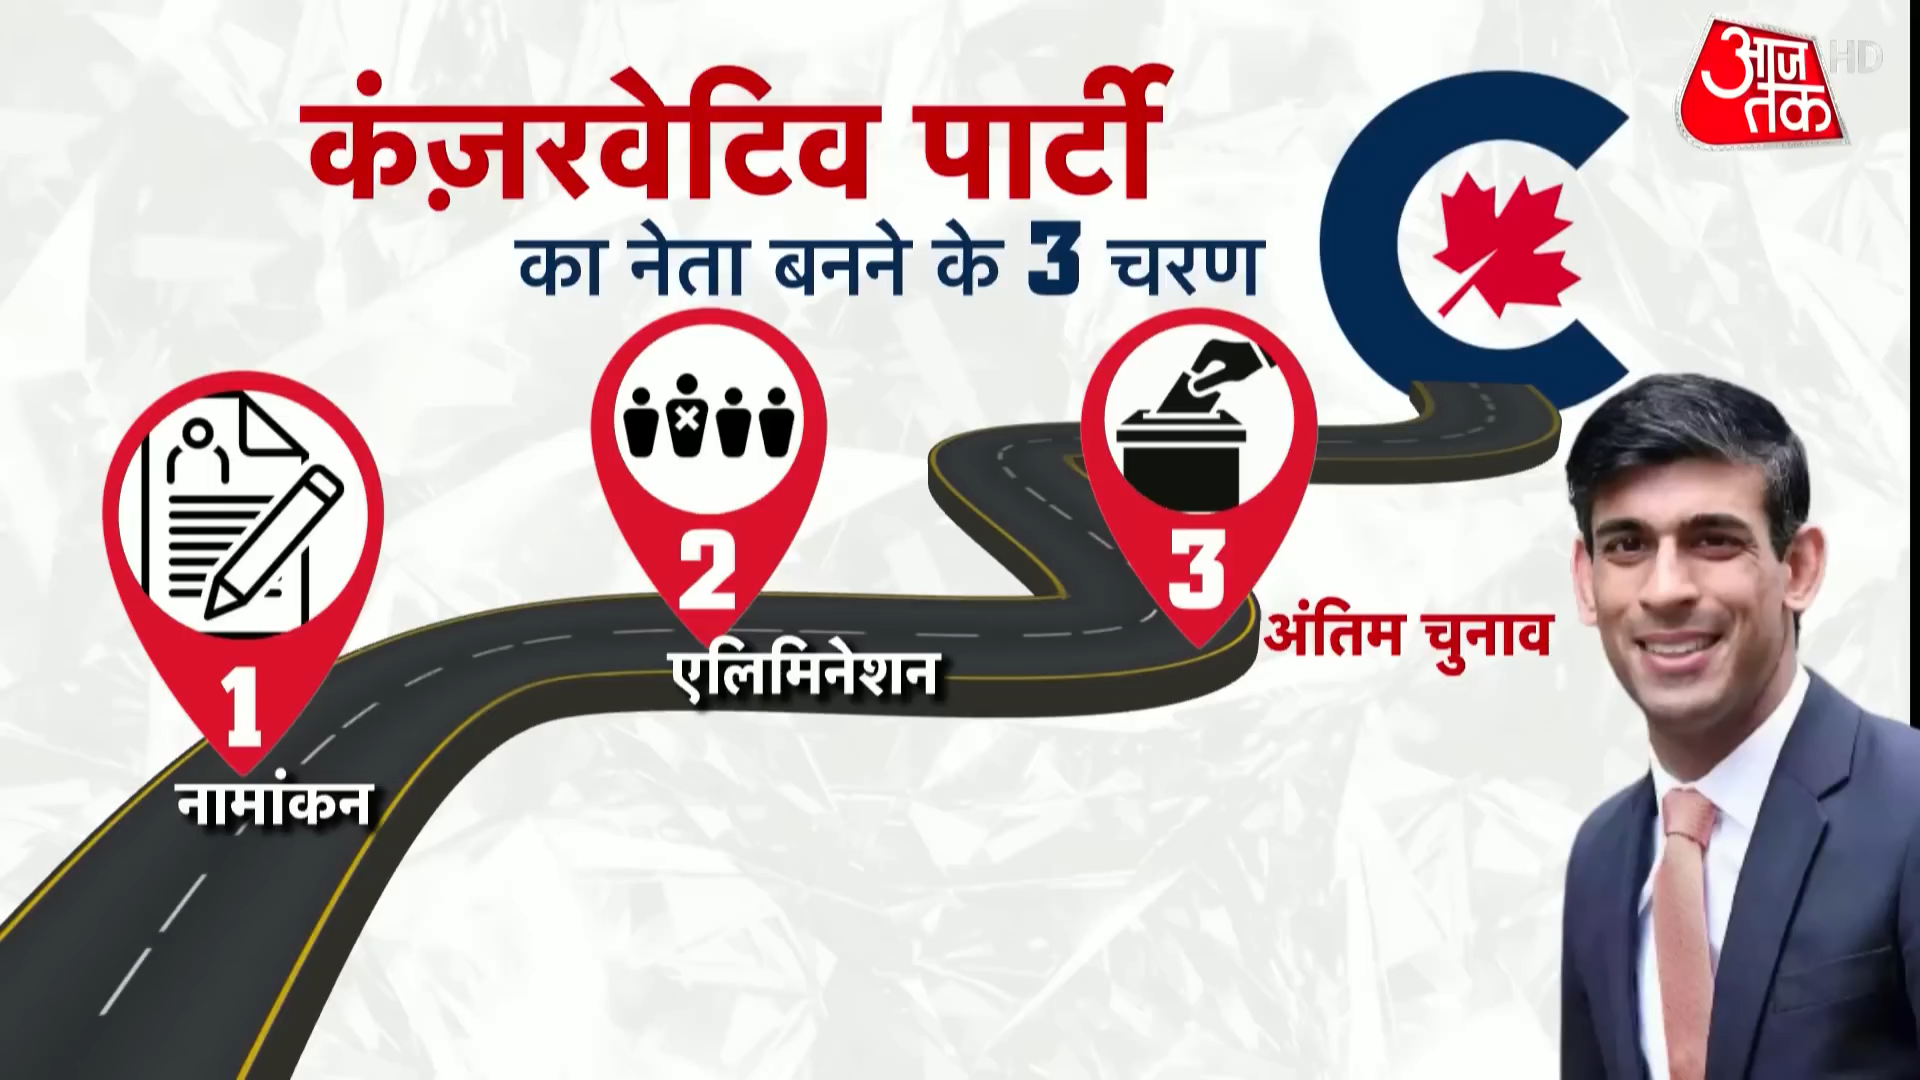 आज तक HD
कंज़रवेटिव पार्टी
का नेता बनने के 3 चरण
1
नामांकन
2
एलिमिनेशन
3
अंतिम चुनाव